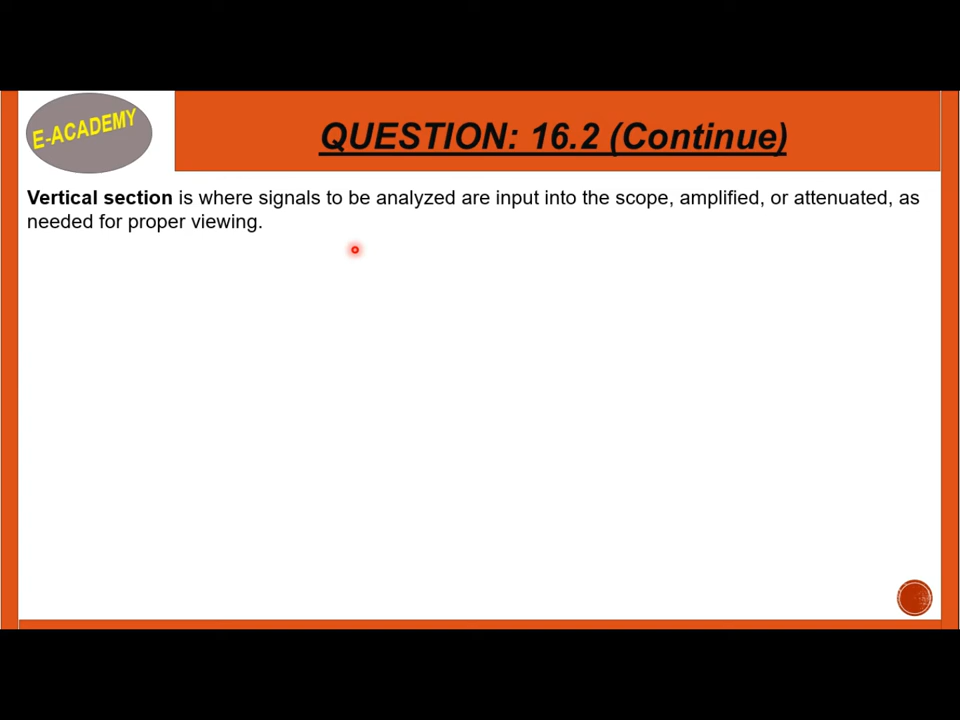 E-ACADEMY
QUESTION: 16.2 (Continue)
Vertical section is where signals to be analyzed are input into the scope, amplified, or attenuated, as
needed for proper viewing.